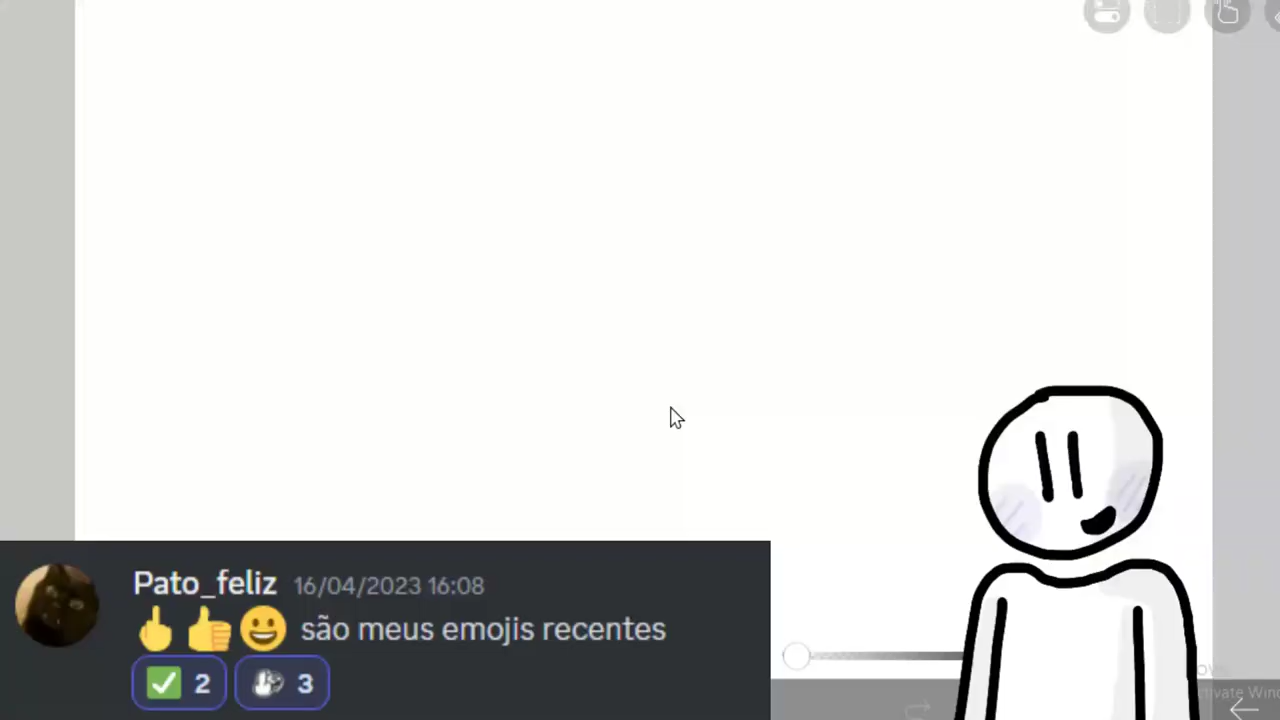 Pato_feliz 16/04/2023 16:08
🖕👍😀 são meus emojis recentes
✅ 2 3